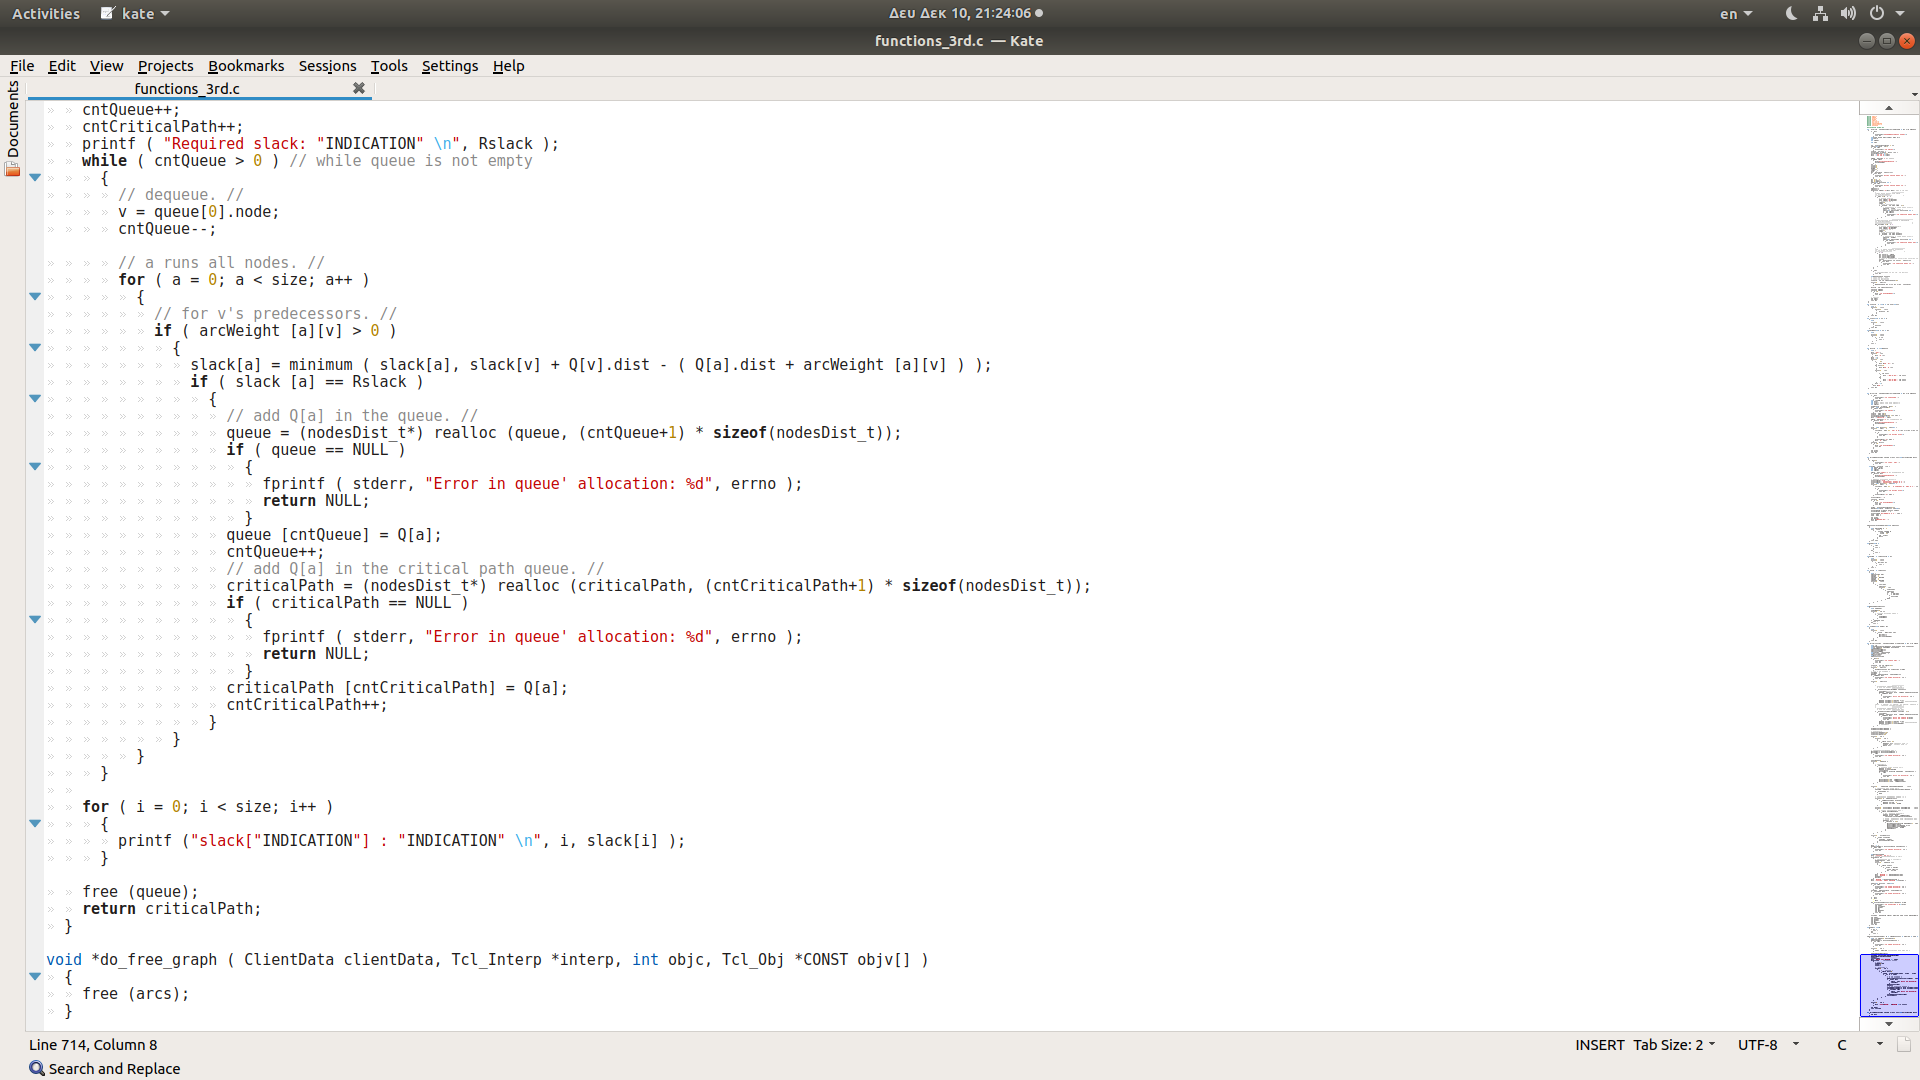 Activities kate Δευ Δεκ 10, 21:24:06 en
functions_3rd.c — Kate
File Edit View Projects Bookmarks Sessions Tools Settings Help
functions_3rd.c
Documents
cntQueue++;
cntCriticalPath++;
printf ( "Required slack: "INDICATION" \n", Rslack );
while ( cntQueue > 0 ) // while queue is not empty
{
// dequeue. //
v = queue[0].node;
cntQueue--;
// a runs all nodes. //
for ( a = 0; a < size; a++ )
{
// for v's predecessors. //
if ( arcWeight [a][v] > 0 )
{
slack[a] = minimum ( slack[a], slack[v] + Q[v].dist - ( Q[a].dist + arcWeight [a][v] ) );
if ( slack [a] == Rslack )
{
// add Q[a] in the queue. //
queue = (nodesDist_t*) realloc (queue, (cntQueue+1) * sizeof(nodesDist_t));
if ( queue == NULL )
{
fprintf ( stderr, "Error in queue' allocation: %d", errno );
return NULL;
}
queue [cntQueue] = Q[a];
cntQueue++;
// add Q[a] in the critical path queue. //
criticalPath = (nodesDist_t*) realloc (criticalPath, (cntCriticalPath+1) * sizeof(nodesDist_t));
if ( criticalPath == NULL )
{
fprintf ( stderr, "Error in queue' allocation: %d", errno );
return NULL;
}
criticalPath [cntCriticalPath] = Q[a];
cntCriticalPath++;
}
}
}
}
for ( i = 0; i < size; i++ )
{
printf ("slack["INDICATION"] : "INDICATION" \n", i, slack[i] );
}
free (queue);
return criticalPath;
}
void *do_free_graph ( ClientData clientData, Tcl_Interp *interp, int objc, Tcl_Obj *CONST objv[] )
{
free (arcs);
}
Line 714, Column 8 INSERT Tab Size: 2 UTF-8 C
Search and Replace